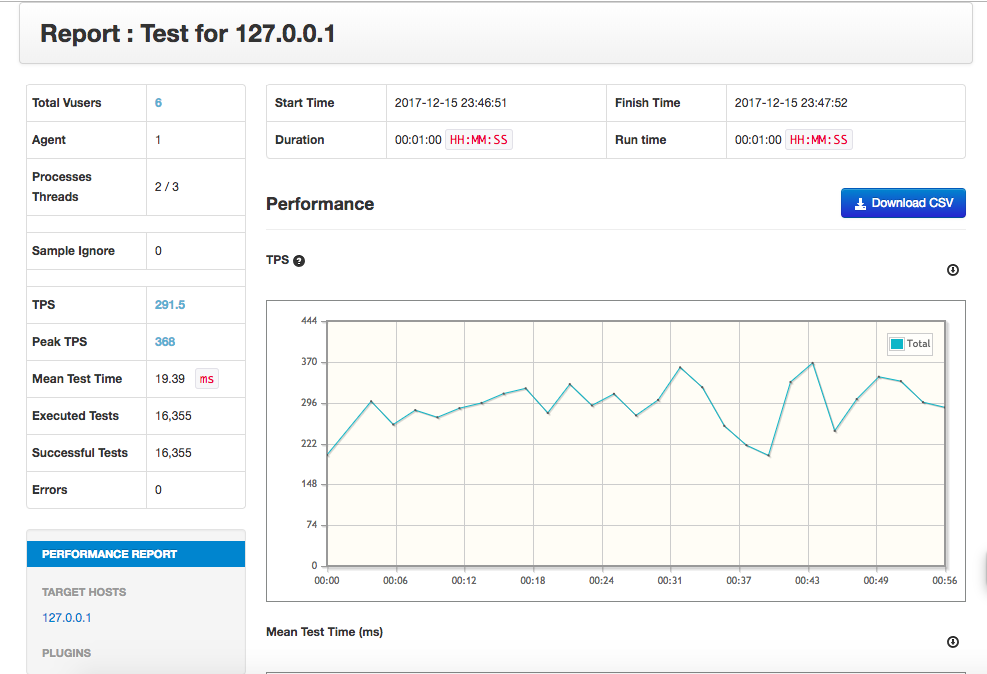 Report : Test for 127.0.0.1
Total Vusers 6
Agent 1
Processes
Threads 2 / 3
Sample Ignore 0
TPS 291.5
Peak TPS 368
Mean Test Time 19.39 ms
Executed Tests 16,355
Successful Tests 16,355
Errors 0
PERFORMANCE REPORT
TARGET HOSTS
127.0.0.1
PLUGINS
Start Time 2017-12-15 23:46:51 Finish Time 2017-12-15 23:47:52
Duration 00:01:00 HH:MM:SS Run time 00:01:00 HH:MM:SS
Performance Download CSV
TPS ?
444
370
296
222
148
74
0
Total
00:00 00:06 00:12 00:18 00:24 00:31 00:37 00:43 00:49 00:56
Mean Test Time (ms)